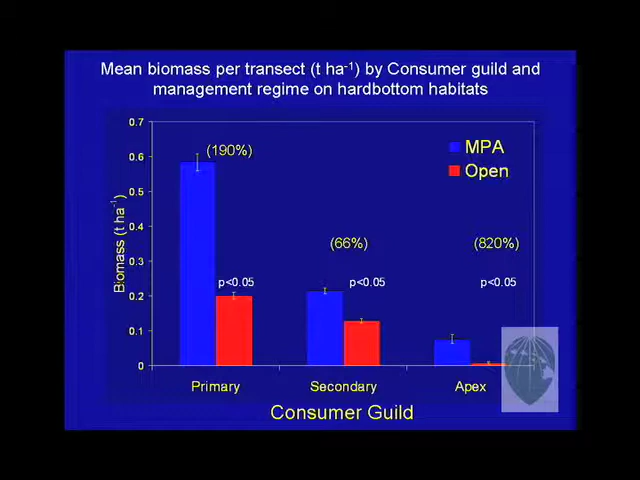 Mean biomass per transect (t ha⁻¹) by Consumer guild and
management regime on hardbottom habitats
0.7
0.6
0.5
0.4
0.3
0.2
0.1
0
Biomass (t ha⁻¹)
(190%)
(66%)
(820%)
MPA
Open
p<0.05
p<0.05
p<0.05
Primary
Secondary
Apex
Consumer Guild